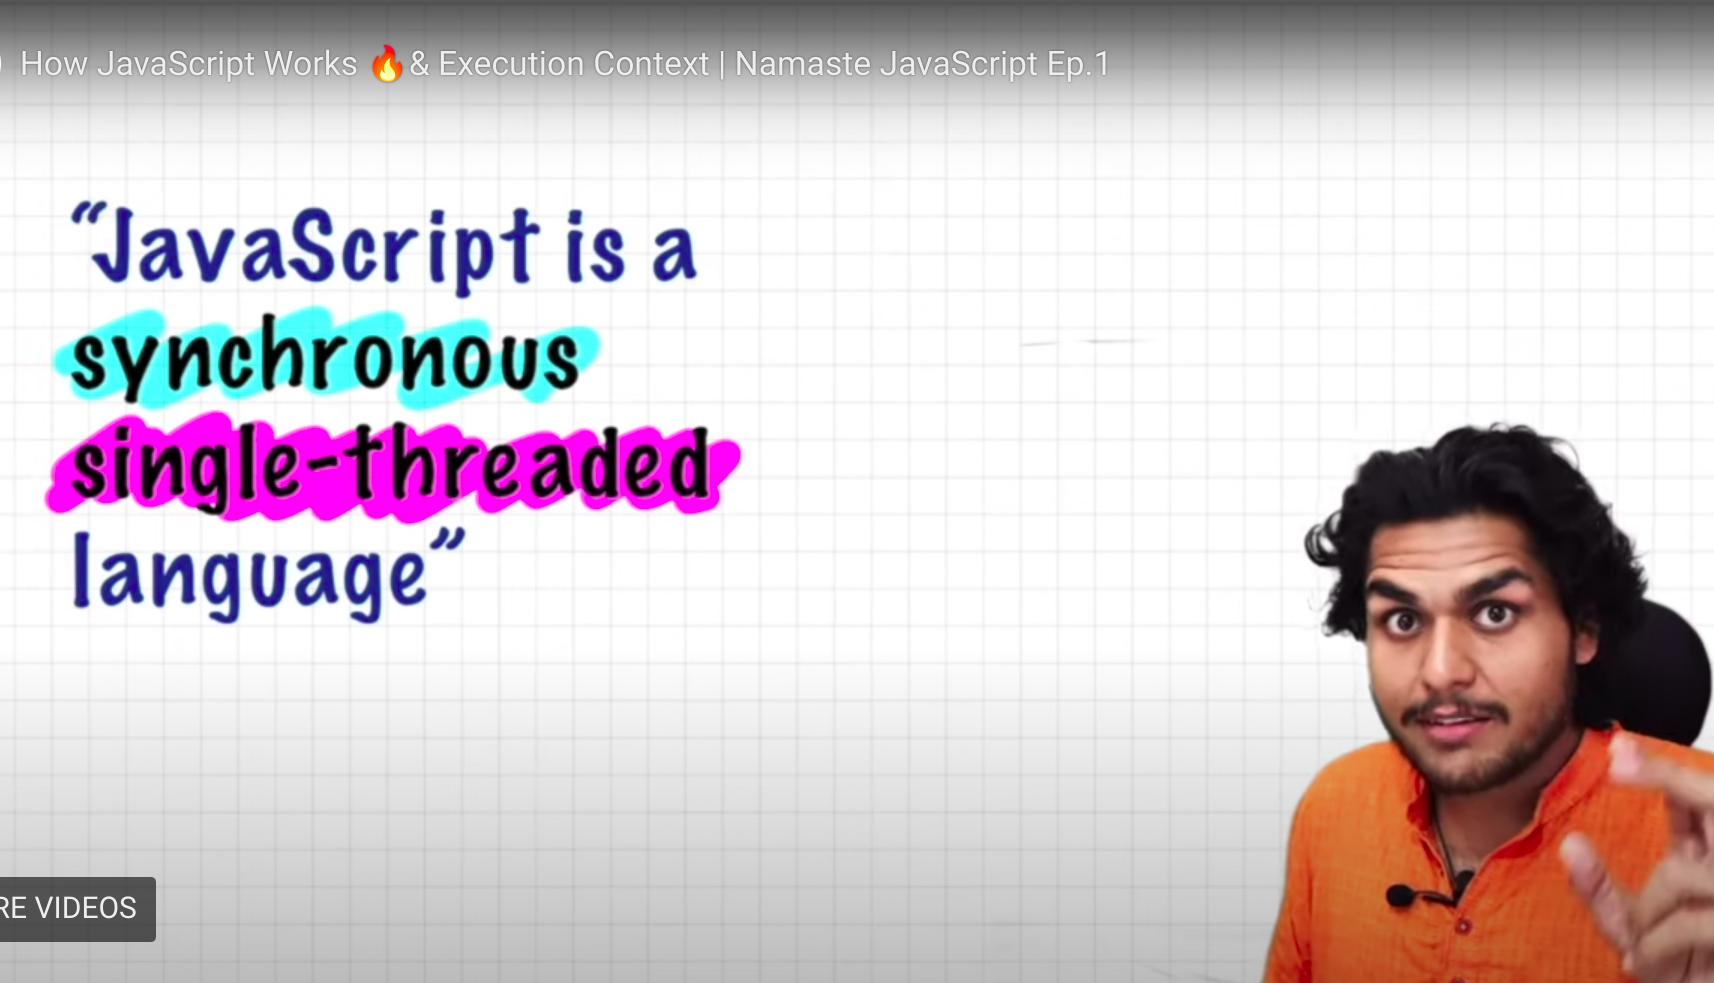 How JavaScript Works 🔥& Execution Context | Namaste JavaScript Ep.1
“JavaScript is a
synchronous
single-threaded
language”
RE VIDEOS